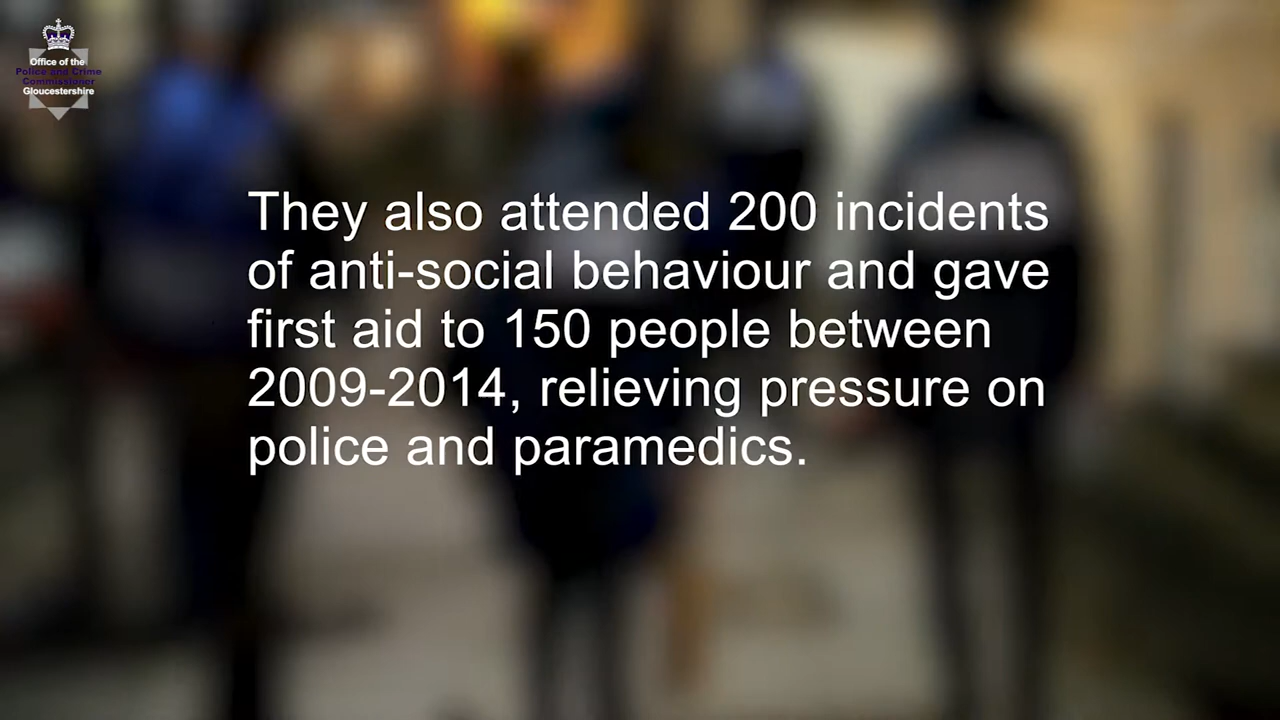 Office of the
Police and Crime
Commissioner
Gloucestershire
They also attended 200 incidents
of anti-social behaviour and gave
first aid to 150 people between
2009-2014, relieving pressure on
police and paramedics.